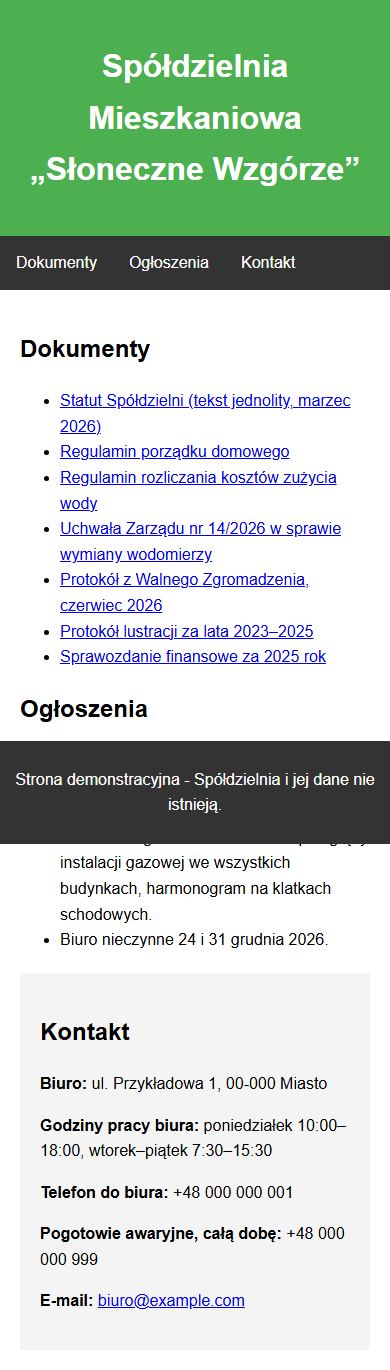 Spółdzielnia
Mieszkaniowa
„Słoneczne Wzgórze”
Dokumenty
Ogłoszenia
Kontakt
Dokumenty
Statut Spółdzielni (tekst jednolity, marzec
2026)
Regulamin porządku domowego
Regulamin rozliczania kosztów zużycia
wody
Uchwała Zarządu nr 14/2026 w sprawie
wymiany wodomierzy
Protokół z Walnego Zgromadzenia,
czerwiec 2026
Protokół lustracji za lata 2023–2025
Sprawozdanie finansowe za 2025 rok
Ogłoszenia
Strona demonstracyjna - Spółdzielnia i jej dane nie
istnieją.
instalacji gazowej we wszystkich
budynkach, harmonogram na klatkach
schodowych.
Biuro nieczynne 24 i 31 grudnia 2026.
Kontakt
Biuro: ul. Przykładowa 1, 00-000 Miasto
Godziny pracy biura: poniedziałek 10:00–
18:00, wtorek–piątek 7:30–15:30
Telefon do biura: +48 000 000 001
Pogotowie awaryjne, całą dobę: +48 000
000 999
E-mail: biuro@example.com